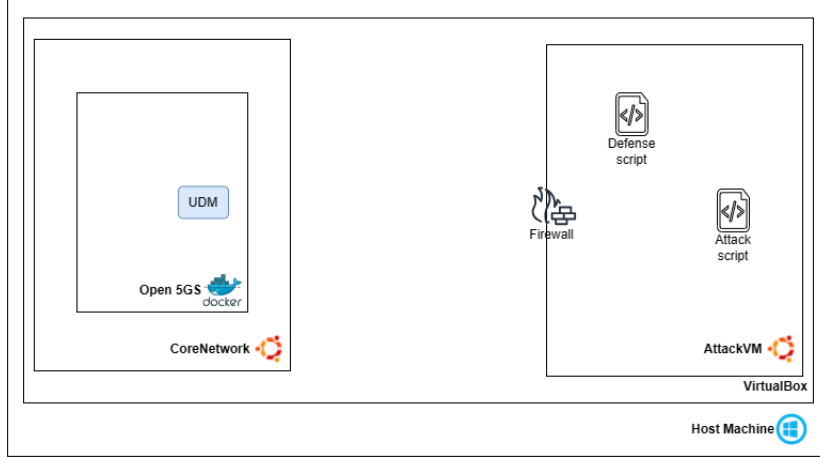 Defense
script
UDM
Firewall
Attack
script
Open 5GS
docker
CoreNetwork
AttackVM
VirtualBox
Host Machine